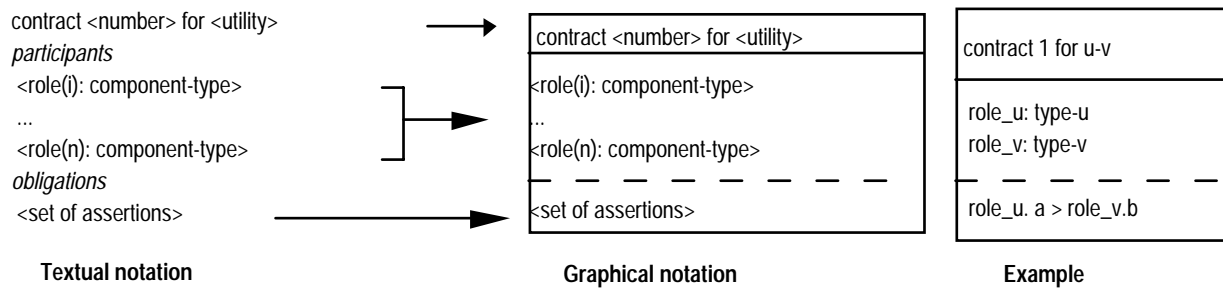 contract <number> for <utility>
participants
<role(i): component-type>
...
<role(n): component-type>
obligations
<set of assertions>
Textual notation
contract <number> for <utility>
<role(i): component-type>
...
<role(n): component-type>
<set of assertions>
Graphical notation
contract 1 for u-v
role_u: type-u
role_v: type-v
role_u. a > role_v.b
Example